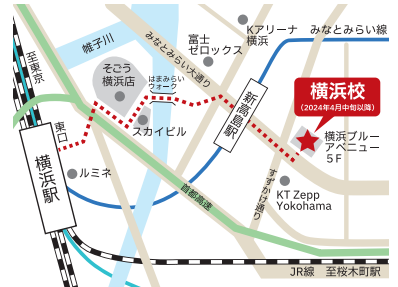 至東京
帷子川
みなとみらい大通り
富士
ゼロックス
Kアリーナ
横浜
みなとみらい線
そごう
横浜店
はまみらい
ウォーク
新高島駅
横浜校
(2024年4月中旬以降)
東口
スカイビル
横浜ブルー
アベニュー
5F
横浜駅
ルミネ
首都高速
すずかけ通り
KT Zepp
Yokohama
JR線 至桜木町駅